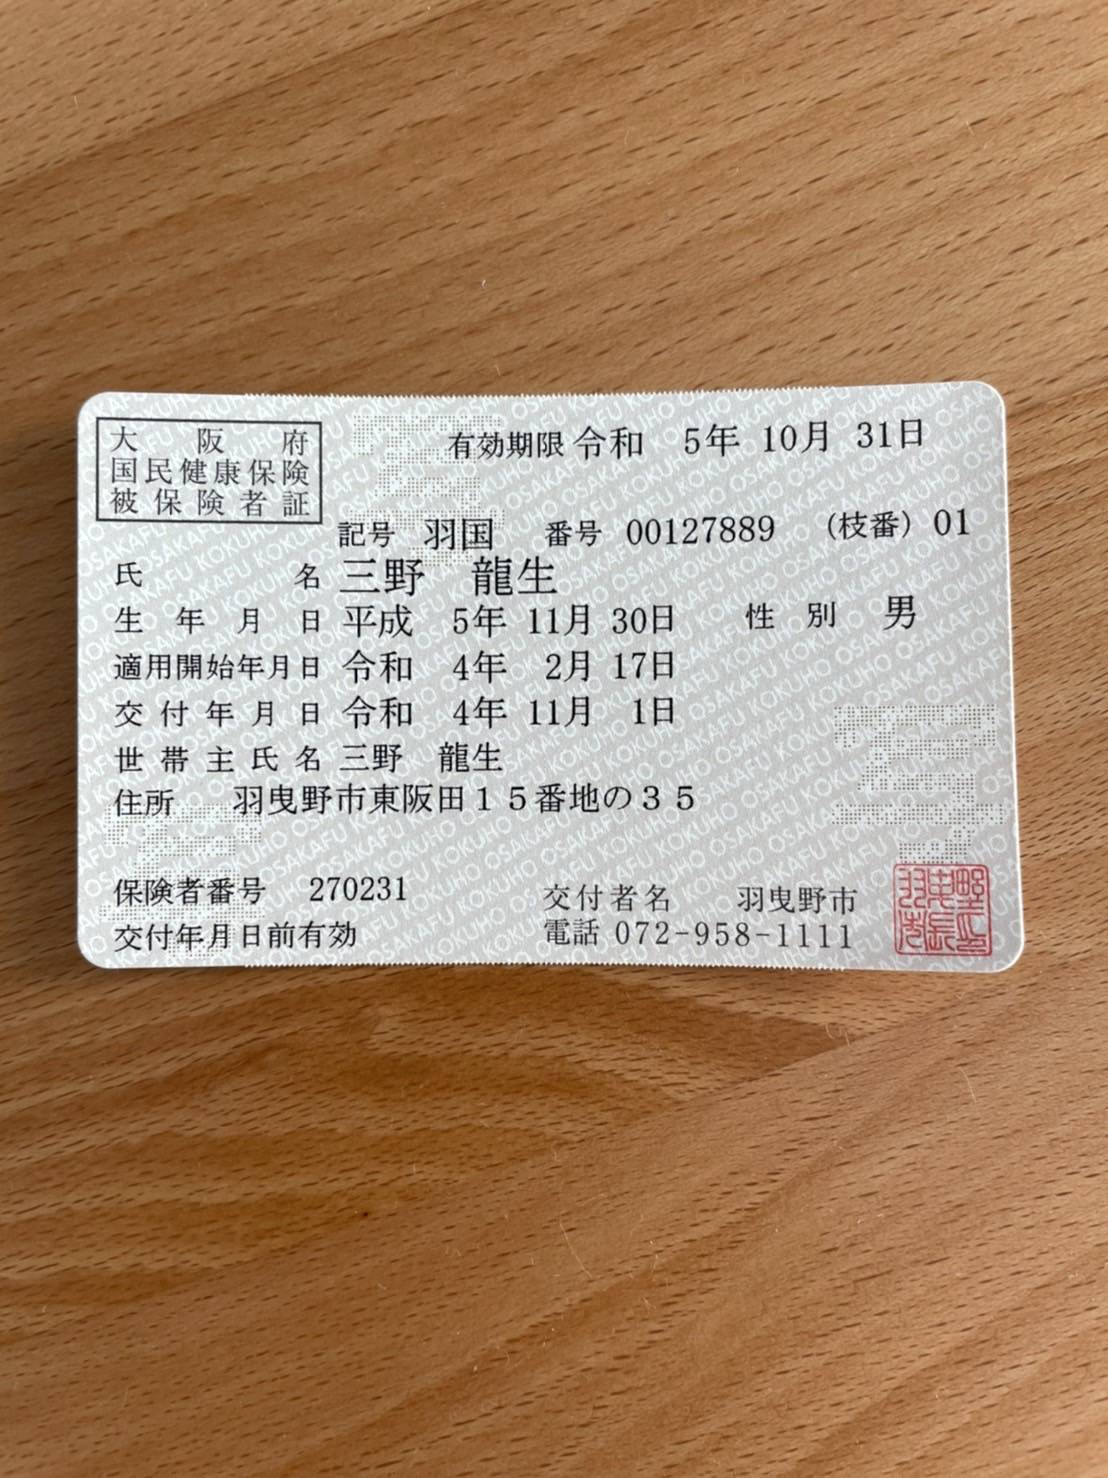 大阪府
国民健康保険
被保険者証
有効期限 令和 5年 10月 31日
記号 羽国 番号 00127889 (枝番) 01
氏名 三野 龍生
生年月日 平成 5年 11月 30日 性別 男
適用開始年月日 令和 4年 2月 17日
交付年月日 令和 4年 11月 1日
世帯主氏名 三野 龍生
住所 羽曳野市東阪田15番地の35
保険者番号 270231
交付者名 羽曳野市
交付年月日前有効
電話 072-958-1111